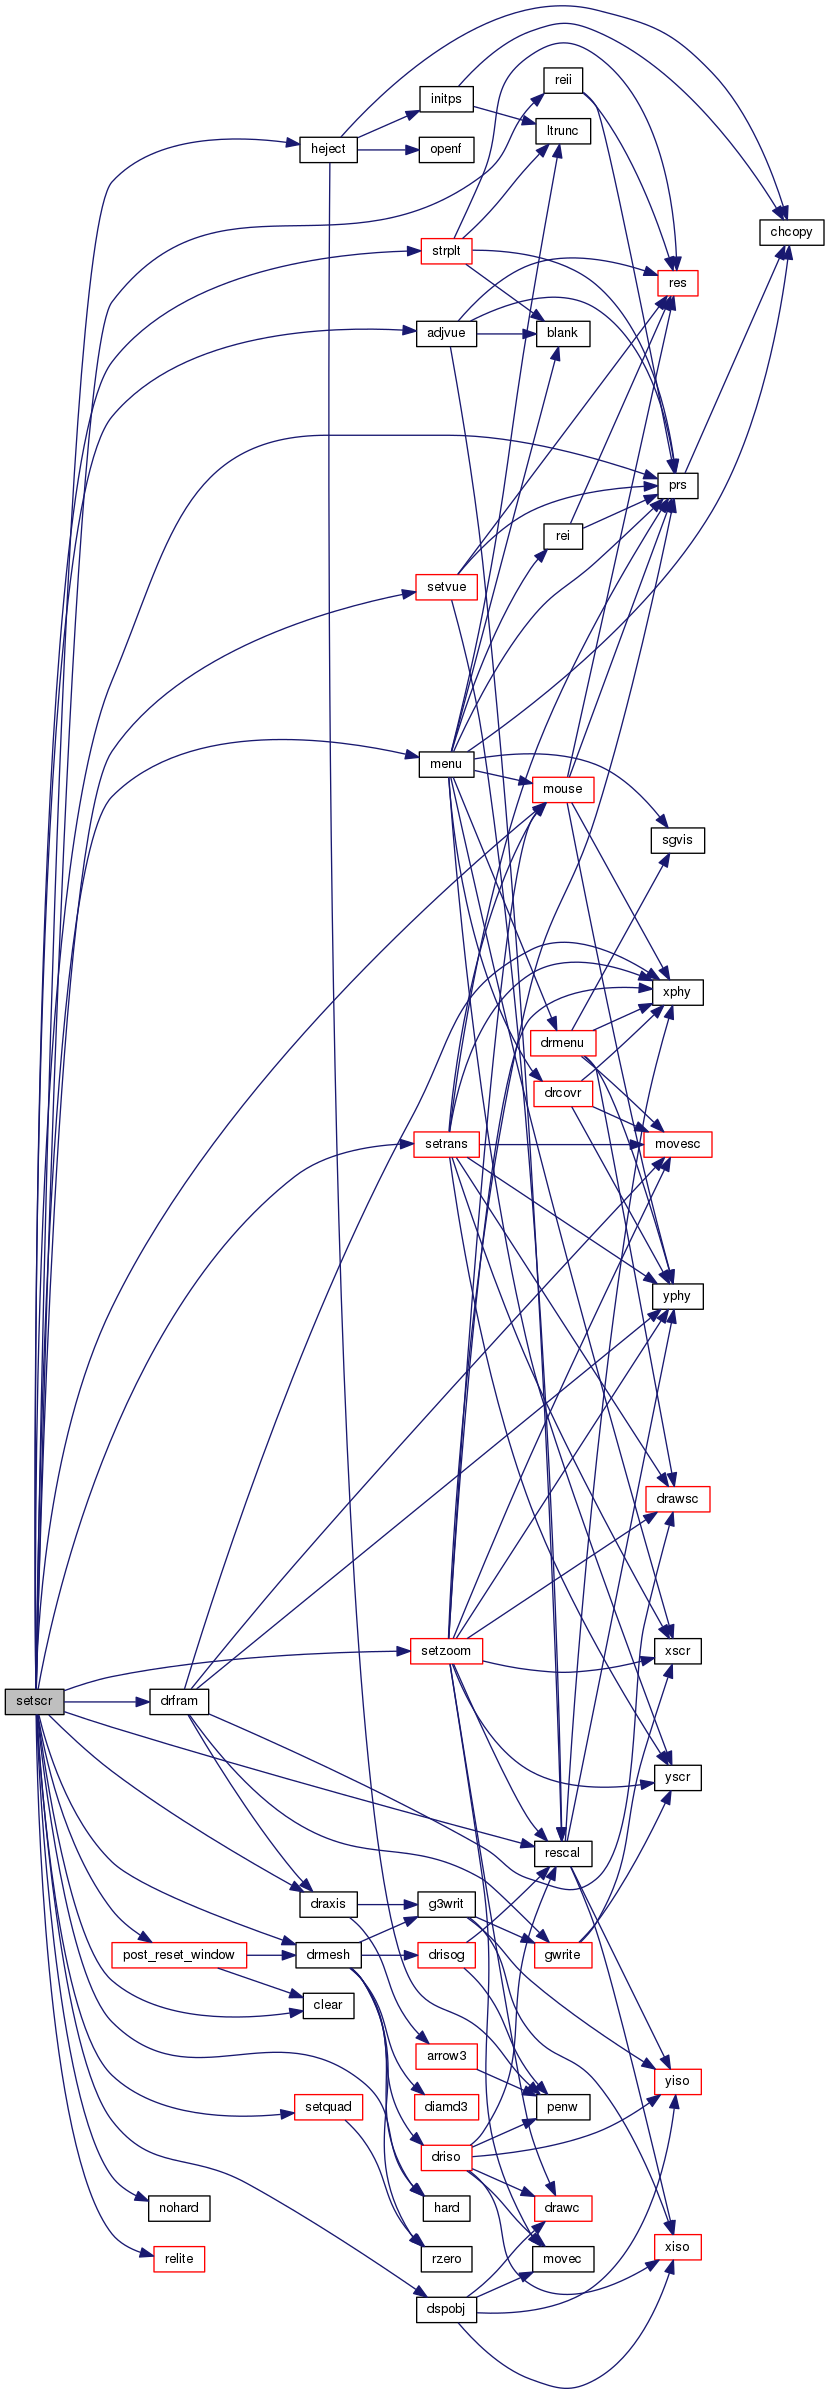 reii
initps
ltrunc
heject
openf
chcopy
strplt
res
adjvue
blank
prs
rei
setvue
menu
mouse
sgvis
xphy
drmenu
drcovr
setrans
movesc
yphy
drawsc
setzoom
xscr
setscr
drfram
yscr
rescal
draxis
g3writ
post_reset_window
drmesh
drisog
gwrite
clear
arrow3
yiso
setquad
diamd3
penw
driso
nohard
hard
drawc
relite
rzero
movec
xiso
dspobj